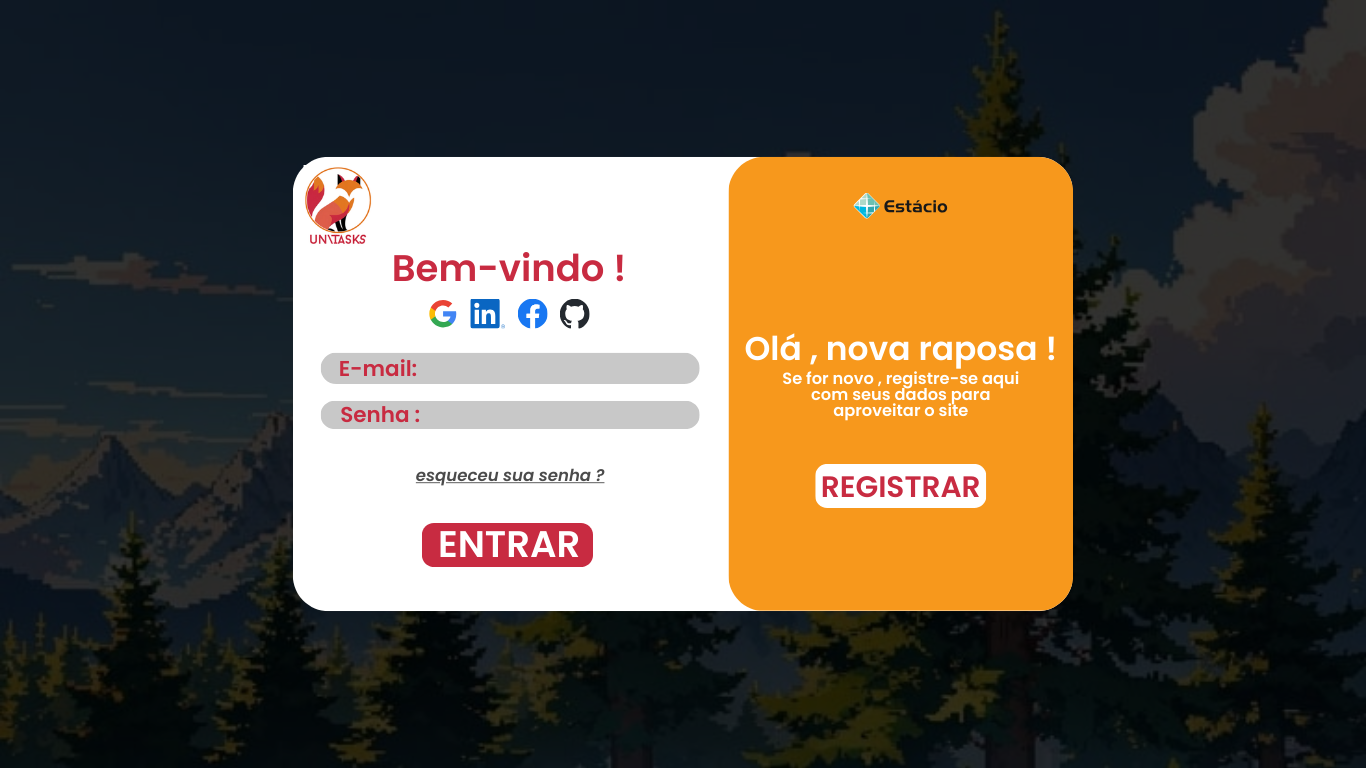 UNITASKS
Bem-vindo !
in
E-mail:
Senha :
esqueceu sua senha ?
ENTRAR
Estácio
Olá , nova raposa !
Se for novo , registre-se aqui
com seus dados para
aproveitar o site
REGISTRAR